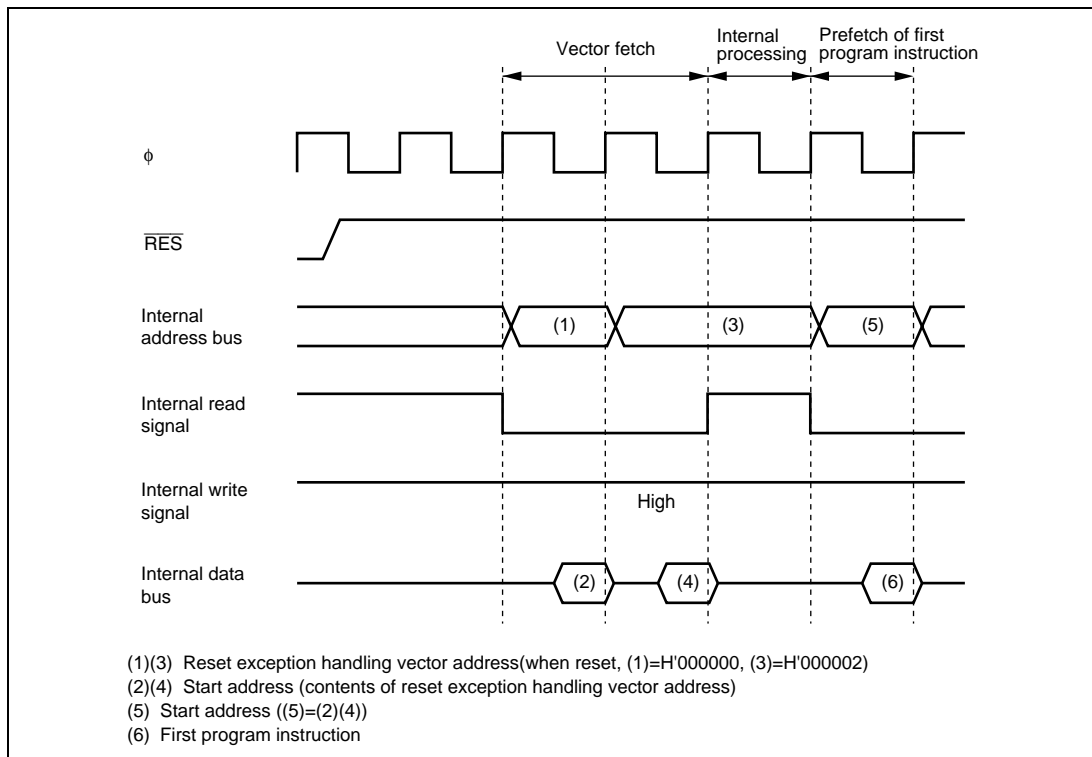 Vector fetch
Internal
processing
Prefetch of first
program instruction
ϕ
RES
Internal
address bus
(1)
(3)
(5)
Internal read
signal
Internal write
signal
High
Internal data
bus
(2)
(4)
(6)
(1)(3) Reset exception handling vector address(when reset, (1)=H'000000, (3)=H'000002)
(2)(4) Start address (contents of reset exception handling vector address)
(5) Start address ((5)=(2)(4))
(6) First program instruction